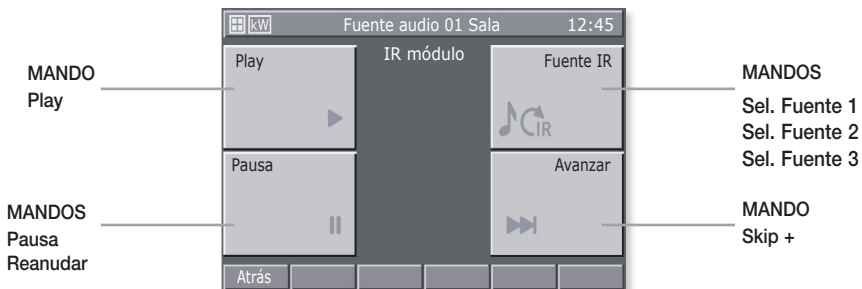 kW Fuente audio 01 Sala 12:45
IR módulo
MANDO
Play
Play
Fuente IR
IR
MANDOS
Sel. Fuente 1
Sel. Fuente 2
Sel. Fuente 3
MANDOS
Pausa
Reanudar
Pausa
Avanzar
MANDO
Skip +
Atrás